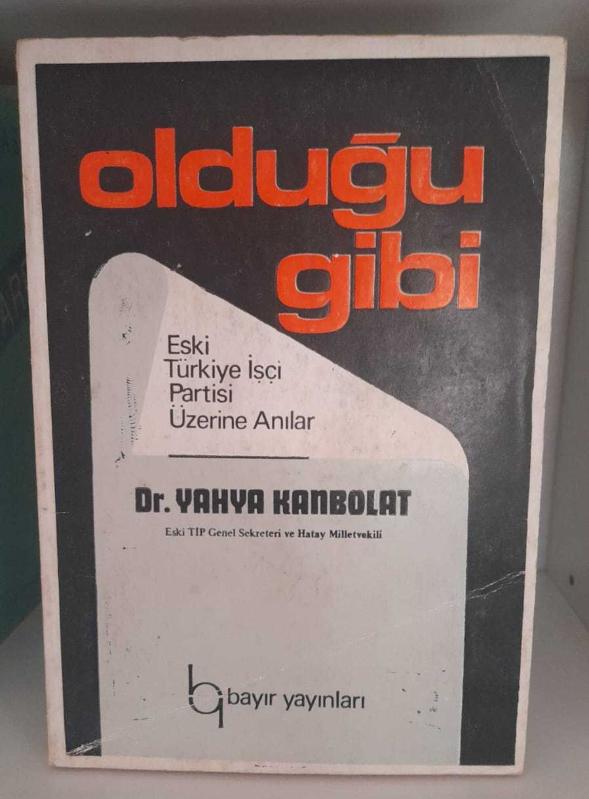 olduğu
gibi
Eski
Türkiye İşçi
Partisi
Üzerine Anılar
Dr. YAHYA KANBOLAT
Eski TİP Genel Sekreteri ve Hatay Milletvekili
bayır yayınları